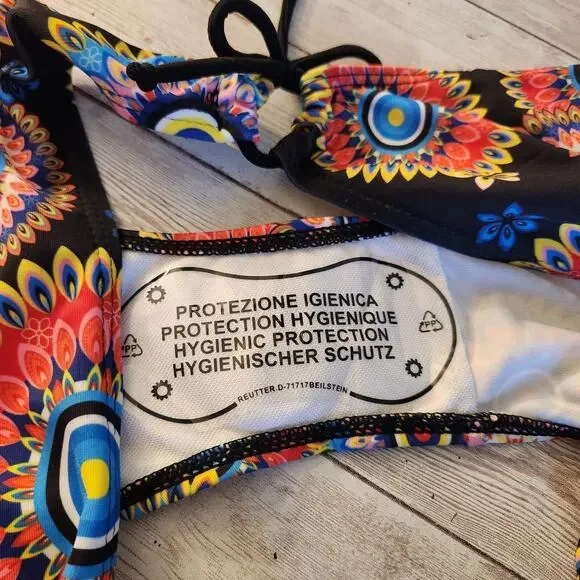 PROTEZIONE IGIENICA
PROTECTION HYGIENIQUE
HYGIENIC PROTECTION
HYGIENISCHER SCHUTZ
PP
PP
REUTTER.D-71717BEILSTEIN